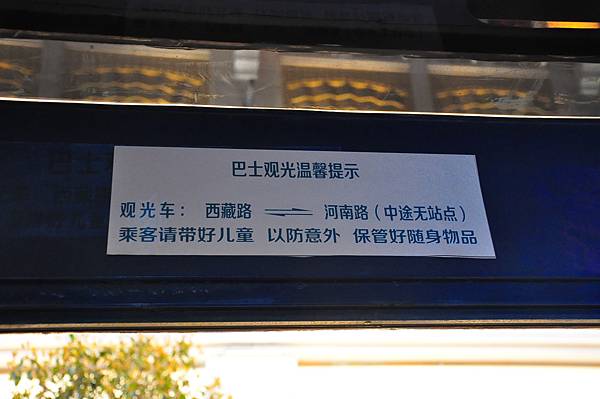 巴士观光温馨提示
观光车：西藏路 ⇌ 河南路（中途无站点）
乘客请带好儿童 以防意外 保管好随身物品